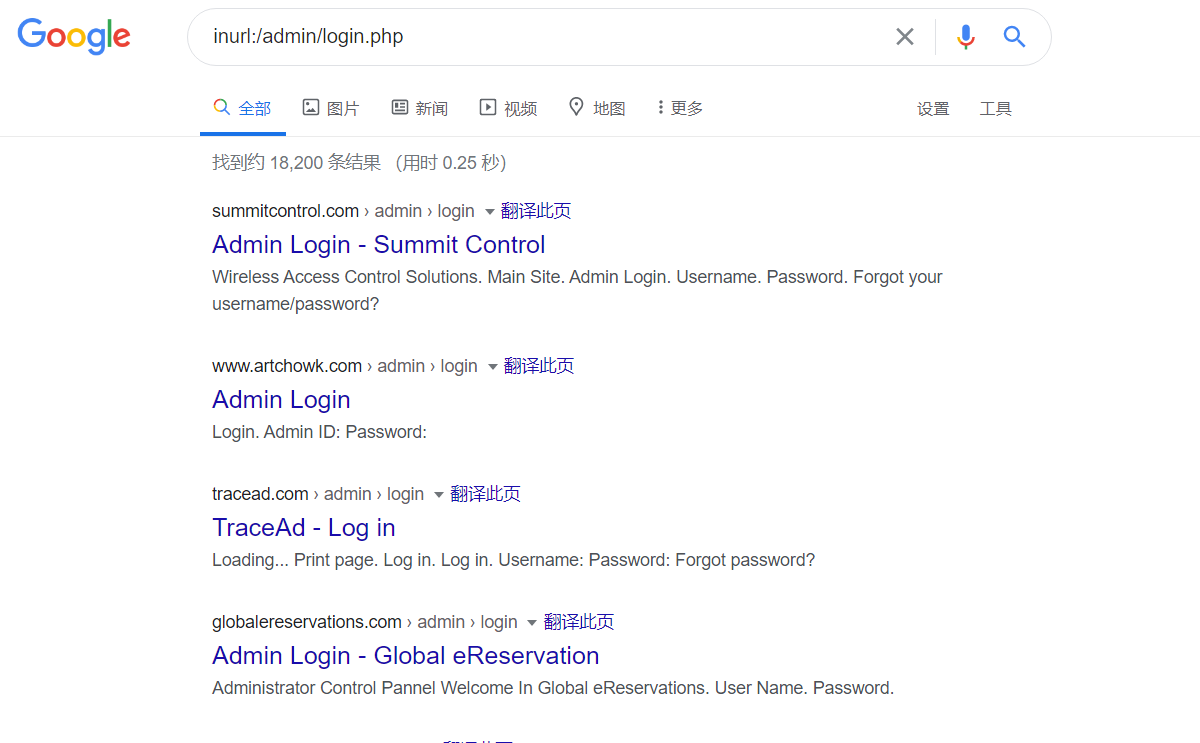 Google
inurl:/admin/login.php
全部 图片 新闻 视频 地图 更多 设置 工具
找到约 18,200 条结果 （用时 0.25 秒）
summitcontrol.com › admin › login 翻译此页
Admin Login - Summit Control
Wireless Access Control Solutions. Main Site. Admin Login. Username. Password. Forgot your
username/password?
www.artchowk.com › admin › login 翻译此页
Admin Login
Login. Admin ID: Password:
tracead.com › admin › login 翻译此页
TraceAd - Log in
Loading... Print page. Log in. Log in. Username: Password: Forgot password?
globalereservations.com › admin › login 翻译此页
Admin Login - Global eReservation
Administrator Control Pannel Welcome In Global eReservations. User Name. Password.